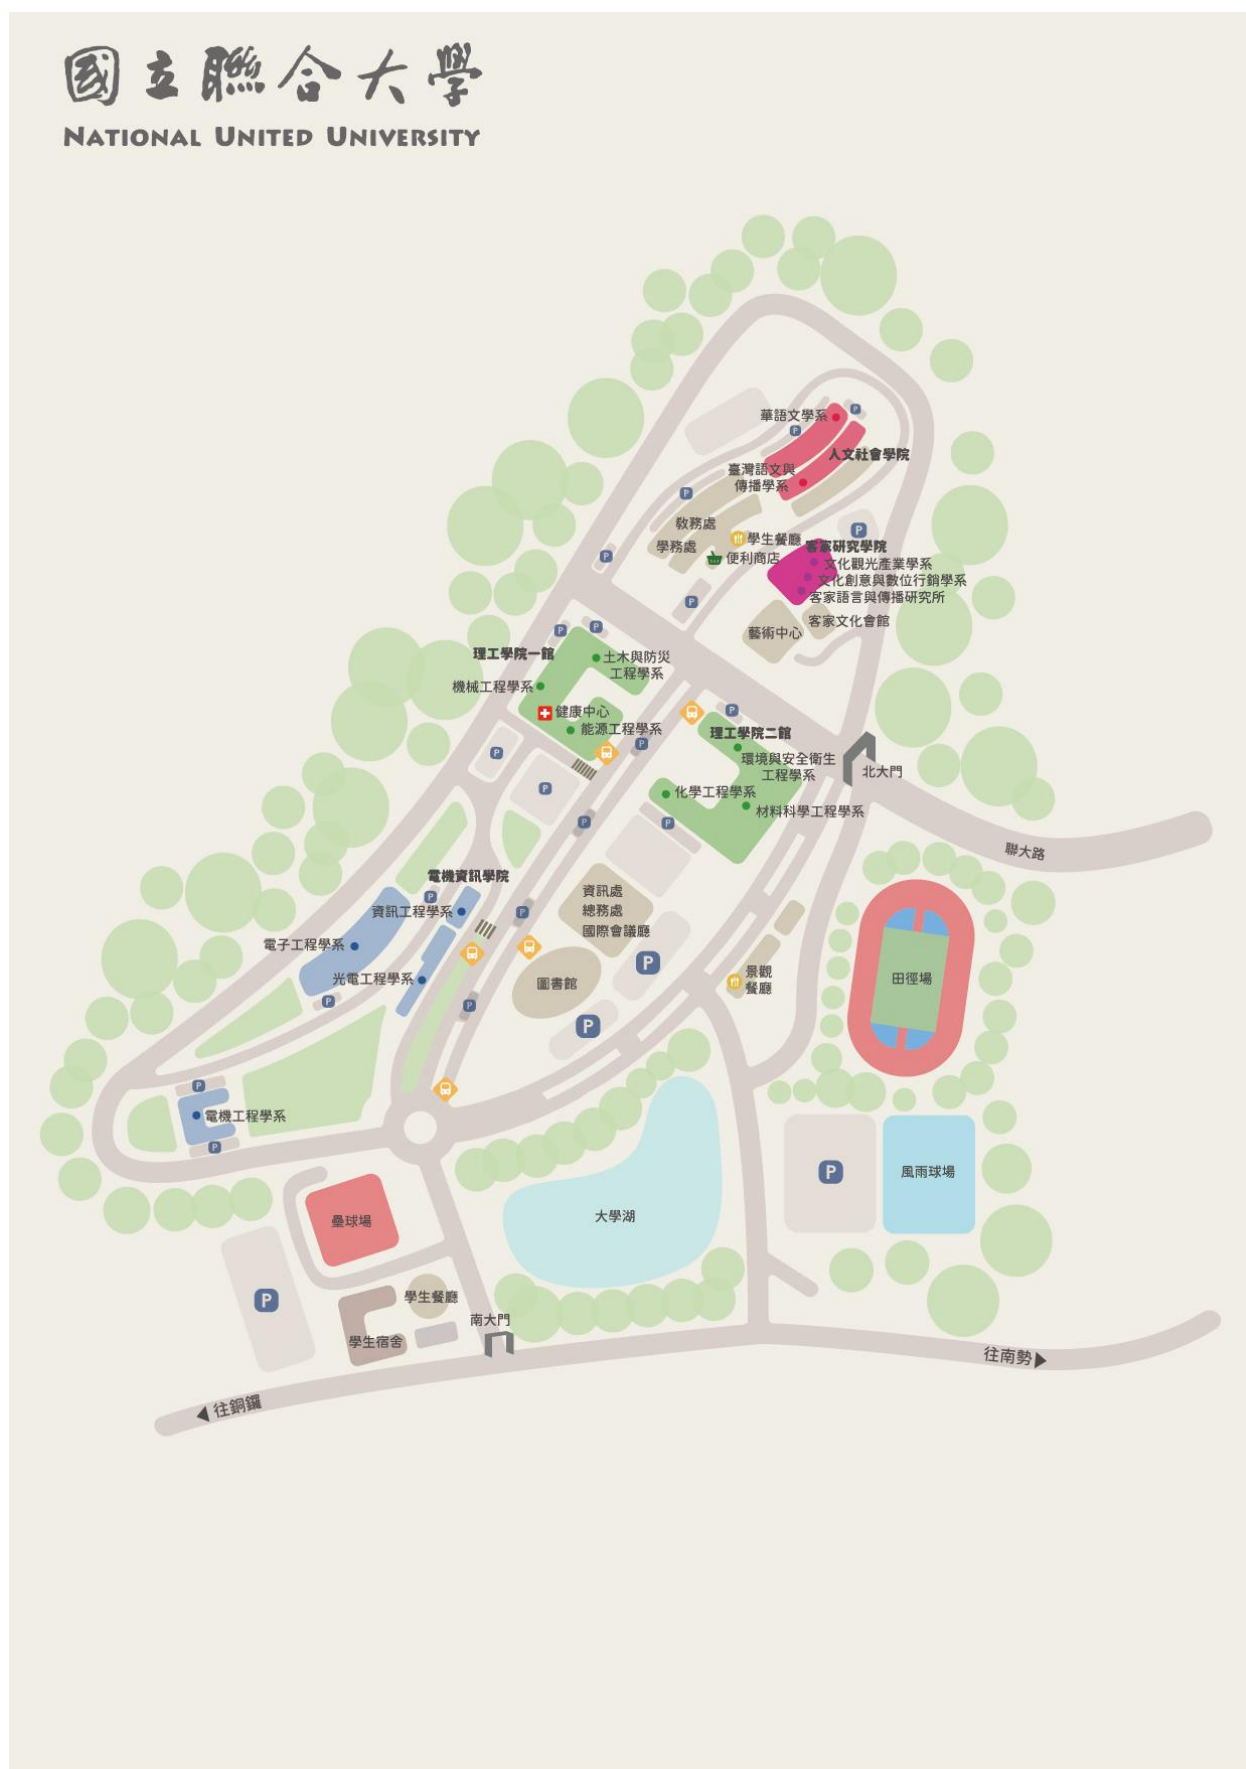 國立聯合大學
NATIONAL UNITED UNIVERSITY
華語文學系
P
P
人文社會學院
臺灣語文與
傳播學系
P
教務處
學務處
學生餐廳
便利商店
P
客家研究學院
文化觀光產業學系
文化創意與數位行銷學系
客家語言與傳播研究所
P
P
客家文化會館
藝術中心
P
P
理工學院一館
土木與防災
工程學系
機械工程學系
健康中心
能源工程學系
P
理工學院二館
P
P
環境與安全衛生
工程學系
北大門
P
化學工程學系
材料科學工程學系
P
P
聯大路
電機資訊學院
P
資訊工程學系
P
資訊處
總務處
國際會議廳
電子工程學系
光電工程學系
P
圖書館
P
景觀
餐廳
田徑場
P
P
P
電機工程學系
P
P
風雨球場
壘球場
大學湖
P
學生餐廳
學生宿舍
南大門
往南勢
往銅鑼